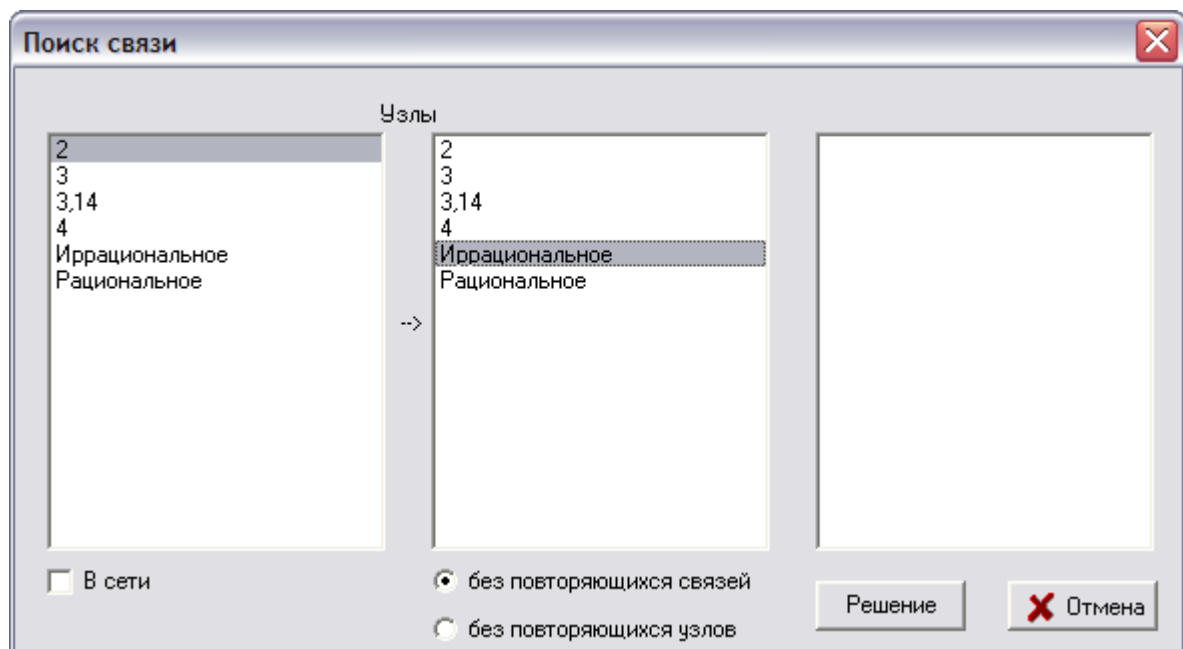 Поиск связи
Узлы
2
3
3,14
4
Иррациональное
Рациональное
-->
2
3
3,14
4
Иррациональное
Рациональное
В сети
без повторяющихся связей
без повторяющихся узлов
Решение
Отмена